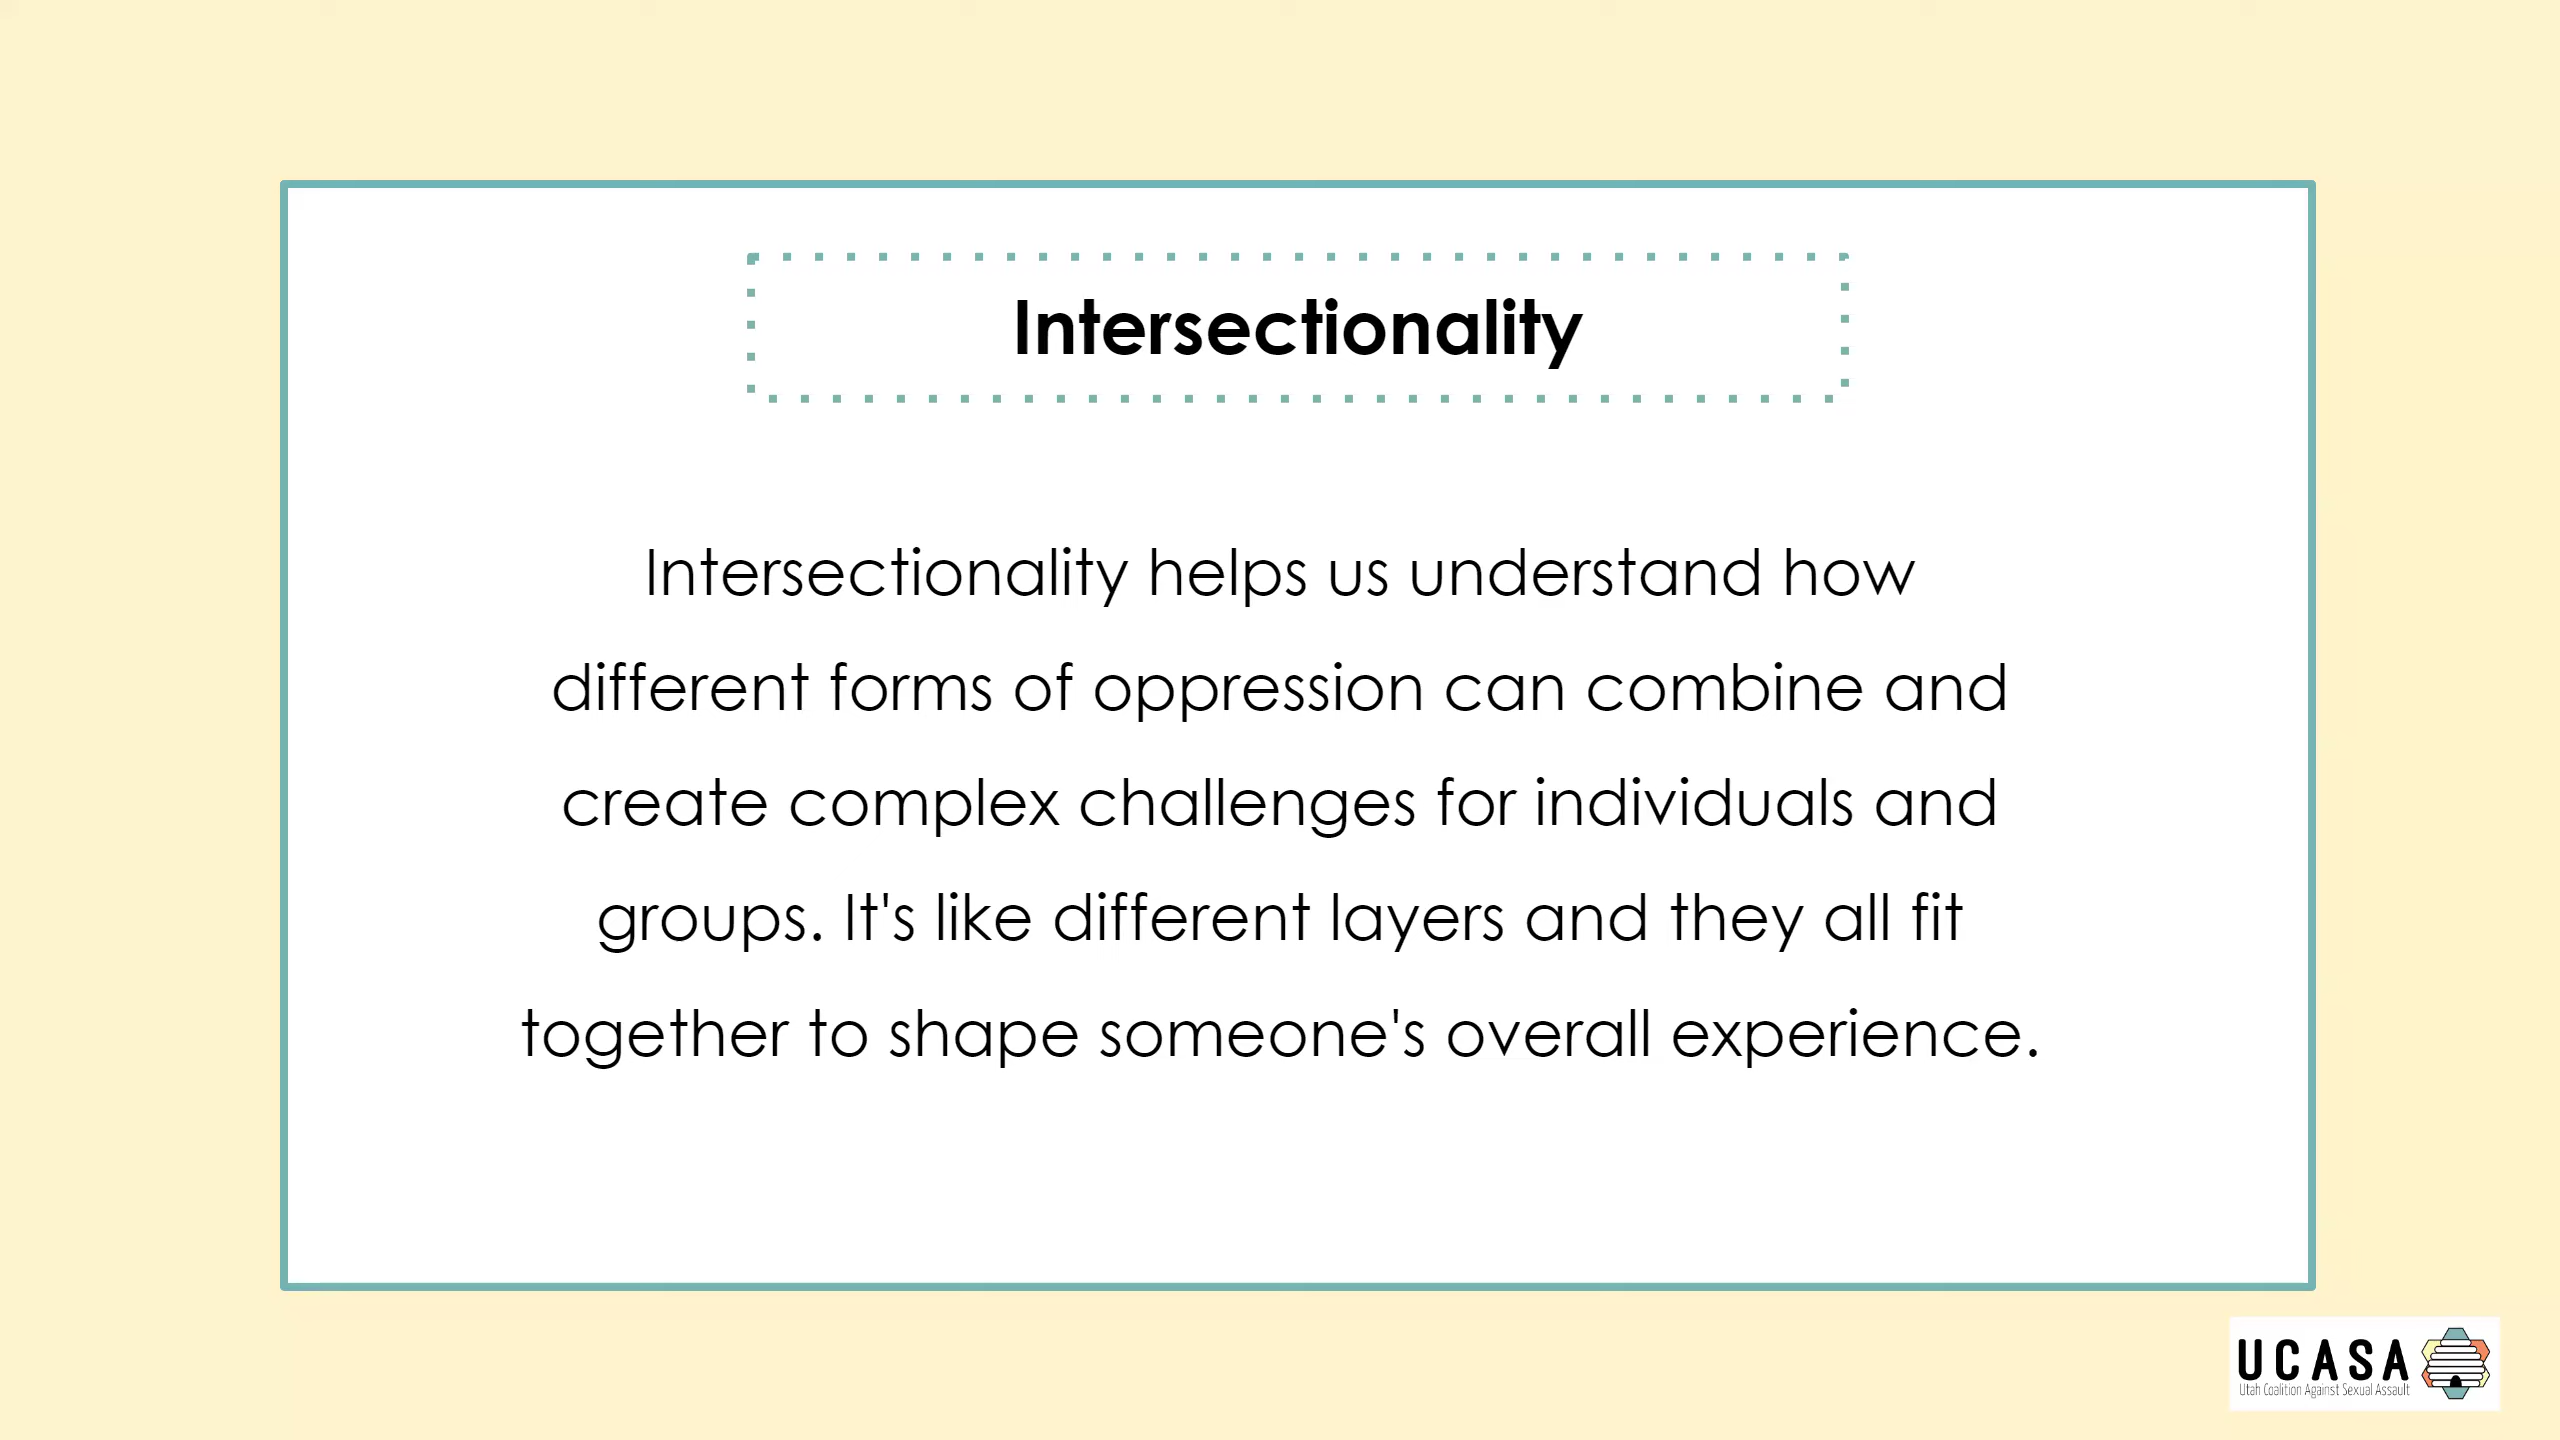 Intersectionality
Intersectionality helps us understand how
different forms of oppression can combine and
create complex challenges for individuals and
groups. It's like different layers and they all fit
together to shape someone's overall experience.
UCASA
Utah Coalition Against Sexual Assault